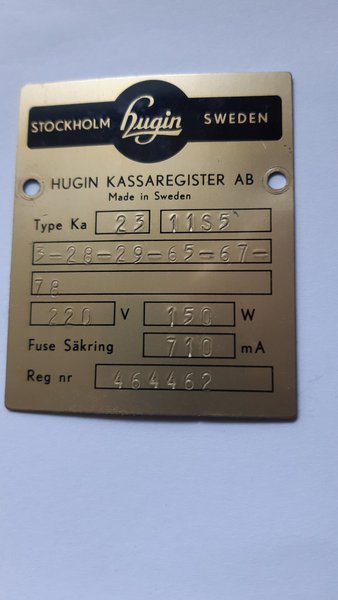 STOCKHOLM hugin SWEDEN
HUGIN KASSAREGISTER AB
Made in Sweden
Type Ka 23 11S5
3-28-29-65-67-
78
220 V 150 W
Fuse Säkring 710 mA
Reg nr 464462